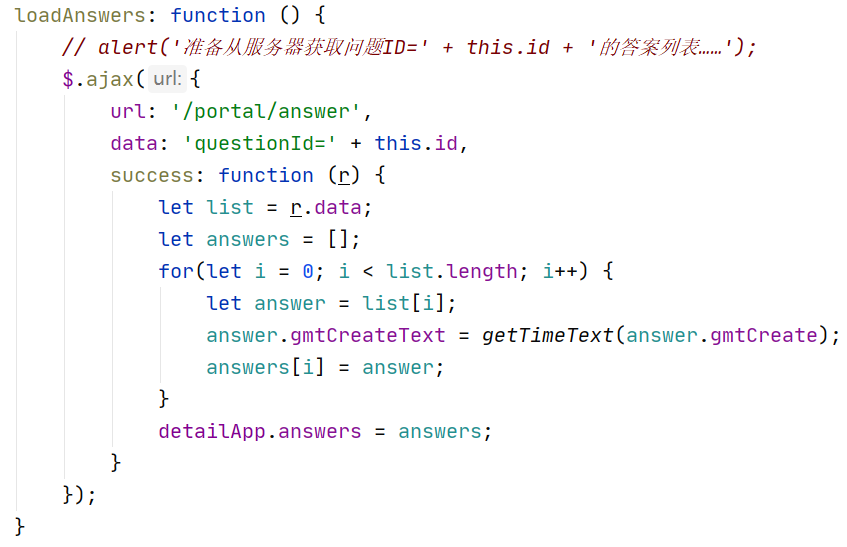 loadAnswers: function () {
// alert('准备从服务器获取问题ID=' + this.id + '的答案列表……');
$.ajax( url: {
url: '/portal/answer',
data: 'questionId=' + this.id,
success: function (r) {
let list = r.data;
let answers = [];
for(let i = 0; i < list.length; i++) {
let answer = list[i];
answer.gmtCreateText = getTimeText(answer.gmtCreate);
answers[i] = answer;
}
detailApp.answers = answers;
}
});
}